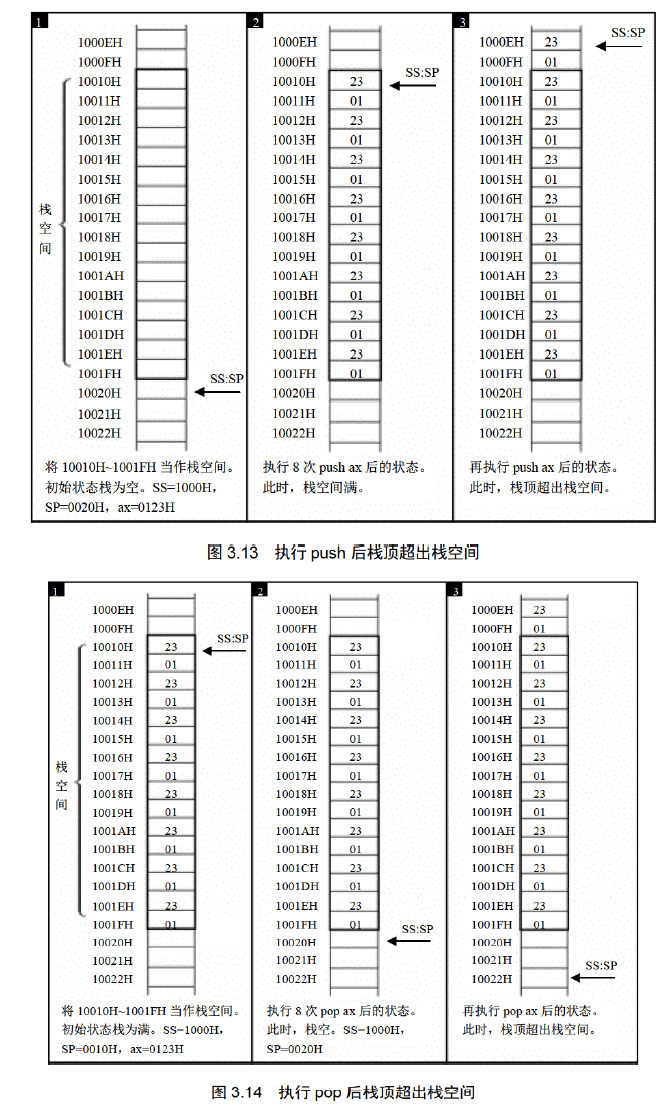 1
1000EH
1000FH
10010H
10011H
10012H
10013H
10014H
10015H
10016H
10017H
10018H
10019H
1001AH
1001BH
1001CH
1001DH
1001EH
1001FH
10020H
10021H
10022H
栈空间
SS:SP
将 10010H~1001FH 当作栈空间。
初始状态栈为空。SS=1000H，
SP=0020H，ax=0123H
2
1000EH
1000FH
10010H 23
10011H 01
10012H 23
10013H 01
10014H 23
10015H 01
10016H 23
10017H 01
10018H 23
10019H 01
1001AH 23
1001BH 01
1001CH 23
1001DH 01
1001EH 23
1001FH 01
10020H
10021H
10022H
SS:SP
执行 8 次 push ax 后的状态。
此时，栈空间满。
3
1000EH 23
1000FH 01
10010H 23
10011H 01
10012H 23
10013H 01
10014H 23
10015H 01
10016H 23
10017H 01
10018H 23
10019H 01
1001AH 23
1001BH 01
1001CH 23
1001DH 01
1001EH 23
1001FH 01
10020H
10021H
10022H
SS:SP
再执行 push ax 后的状态。
此时，栈顶超出栈空间。
图 3.13 执行 push 后栈顶超出栈空间
1
1000EH
1000FH
10010H 23
10011H 01
10012H 23
10013H 01
10014H 23
10015H 01
10016H 23
10017H 01
10018H 23
10019H 01
1001AH 23
1001BH 01
1001CH 23
1001DH 01
1001EH 23
1001FH 01
10020H
10021H
10022H
栈空间
SS:SP
将 10010H~1001FH 当作栈空间。
初始状态栈为满。SS=1000H，
SP=0010H，ax=0123H
2
1000EH
1000FH
10010H 23
10011H 01
10012H 23
10013H 01
10014H 23
10015H 01
10016H 23
10017H 01
10018H 23
10019H 01
1001AH 23
1001BH 01
1001CH 23
1001DH 01
1001EH 23
1001FH 01
10020H
10021H
10022H
SS:SP
执行 8 次 pop ax 后的状态。
此时，栈空。SS=1000H，
SP=0020H
3
1000EH 23
1000FH 01
10010H 23
10011H 01
10012H 23
10013H 01
10014H 23
10015H 01
10016H 23
10017H 01
10018H 23
10019H 01
1001AH 23
1001BH 01
1001CH 23
1001DH 01
1001EH 23
1001FH 01
10020H
10021H
10022H
SS:SP
再执行 pop ax 后的状态。
此时，栈顶超出栈空间。
图 3.14 执行 pop 后栈顶超出栈空间